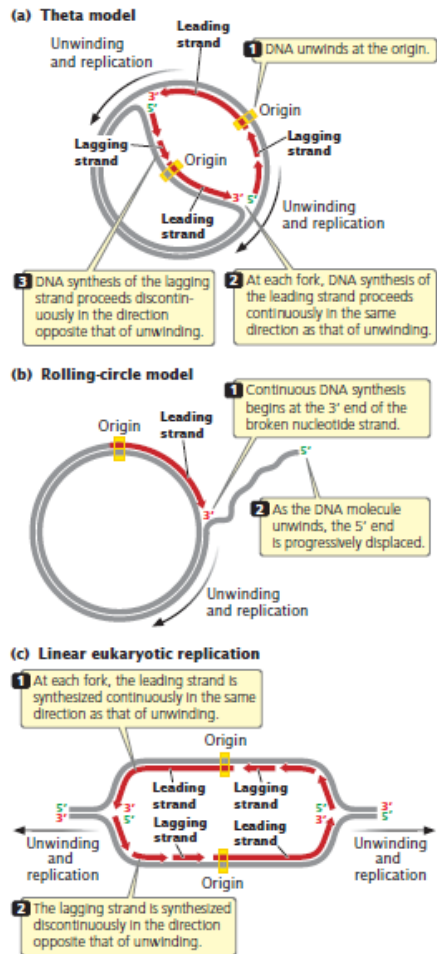 (a) Theta model
Unwinding
and replication
Leading
strand
1 DNA unwinds at the origin.
3′
5′
Origin
Lagging
strand
Origin
Lagging
strand
Leading
strand
3′ 5′
Unwinding
and replication
3 DNA synthesis of the lagging
strand proceeds discontin-
uously in the direction
opposite that of unwinding.
2 At each fork, DNA synthesis of
the leading strand proceeds
continuously in the same
direction as that of unwinding.
(b) Rolling-circle model
Origin
Leading
strand
1 Continuous DNA synthesis
begins at the 3′ end of the
broken nucleotide strand.
5′
3′
2 As the DNA molecule
unwinds, the 5′ end
is progressively displaced.
Unwinding
and replication
(c) Linear eukaryotic replication
1 At each fork, the leading strand is
synthesized continuously in the same
direction as that of unwinding.
Origin
Leading
strand
Lagging
strand
5′
3′
3′
5′
5′
3′
3′
5′
Lagging
strand
Leading
strand
Unwinding
and
replication
Origin
Unwinding
and
replication
2 The lagging strand is synthesized
discontinuously in the direction
opposite that of unwinding.